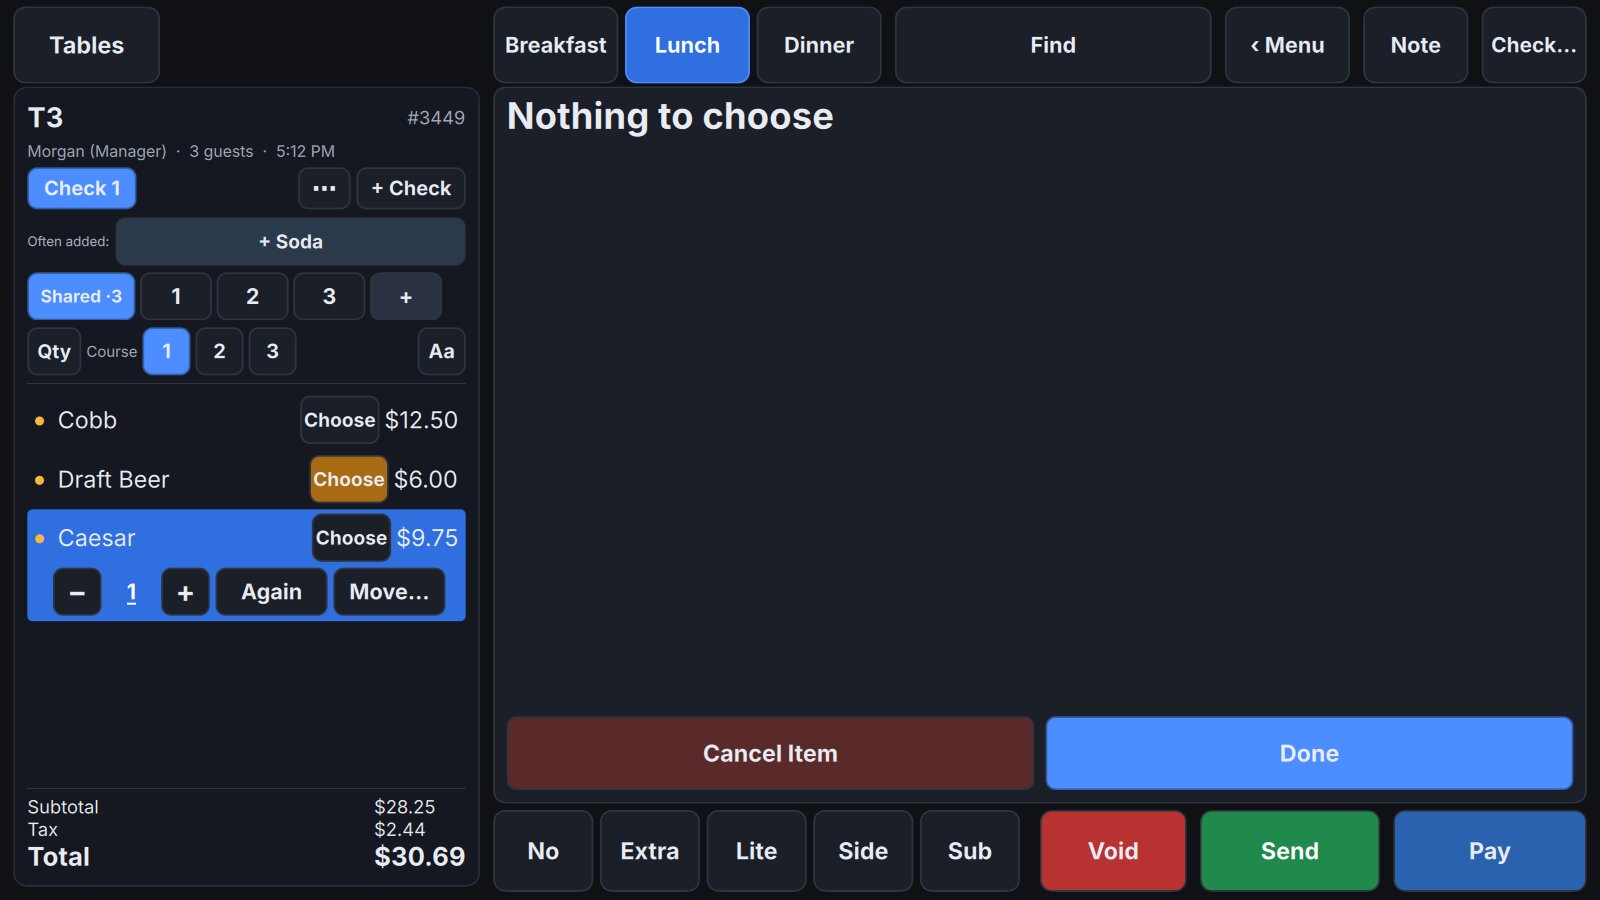 Tables
Breakfast
Lunch
Dinner
Find
‹ Menu
Note
Check...
T3
#3449
Morgan (Manager) · 3 guests · 5:12 PM
Check 1
···
+ Check
Often added:
+ Soda
Shared ·3
1
2
3
+
Qty
Course
1
2
3
Aa
Cobb
Choose
$12.50
Draft Beer
Choose
$6.00
Caesar
Choose
$9.75
−
1
+
Again
Move...
Subtotal
$28.25
Tax
$2.44
Total
$30.69
Nothing to choose
Cancel Item
Done
No
Extra
Lite
Side
Sub
Void
Send
Pay